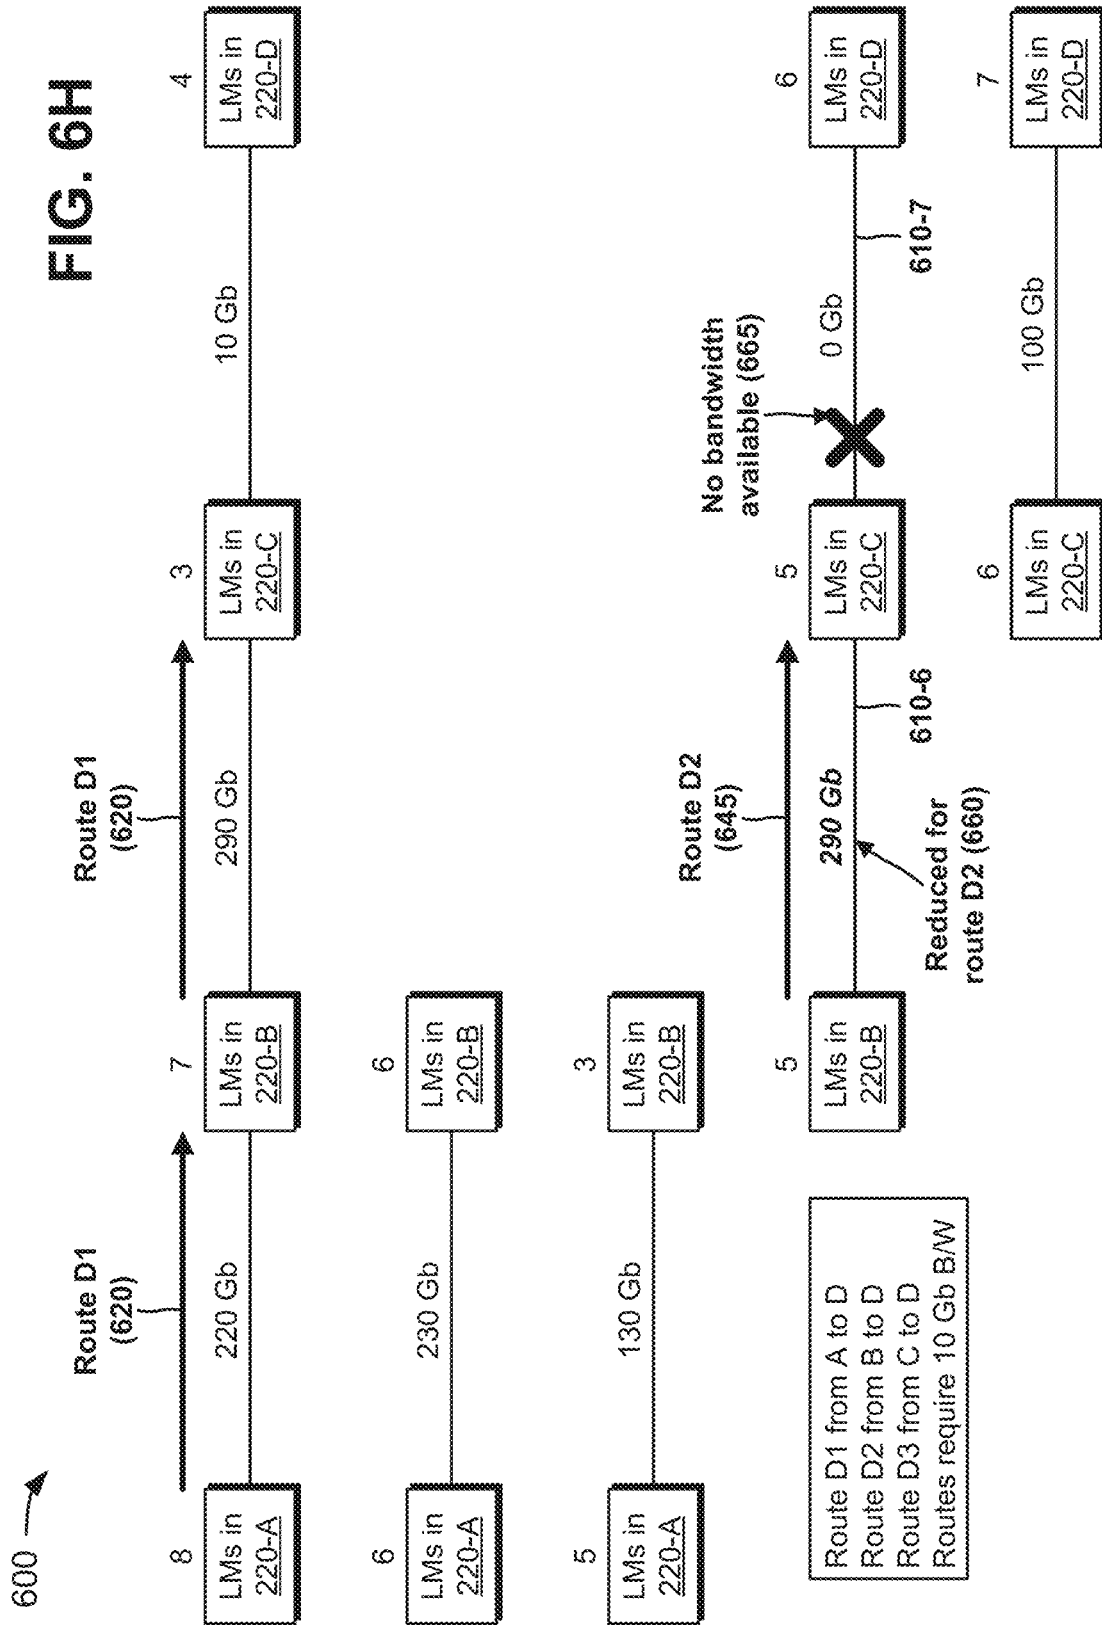 600
FIG. 6H
Route D1
(620)
Route D1
(620)
8
LMs in
220-A
220 Gb
7
LMs in
220-B
290 Gb
3
LMs in
220-C
10 Gb
4
LMs in
220-D
6
LMs in
220-A
230 Gb
6
LMs in
220-B
5
LMs in
220-A
130 Gb
3
LMs in
220-B
Route D2
(645)
No bandwidth
available (665)
5
LMs in
220-B
290 Gb
610-6
Reduced for
route D2 (660)
5
LMs in
220-C
0 Gb
610-7
6
LMs in
220-D
6
LMs in
220-C
100 Gb
7
LMs in
220-D
Route D1 from A to D
Route D2 from B to D
Route D3 from C to D
Routes require 10 Gb B/W